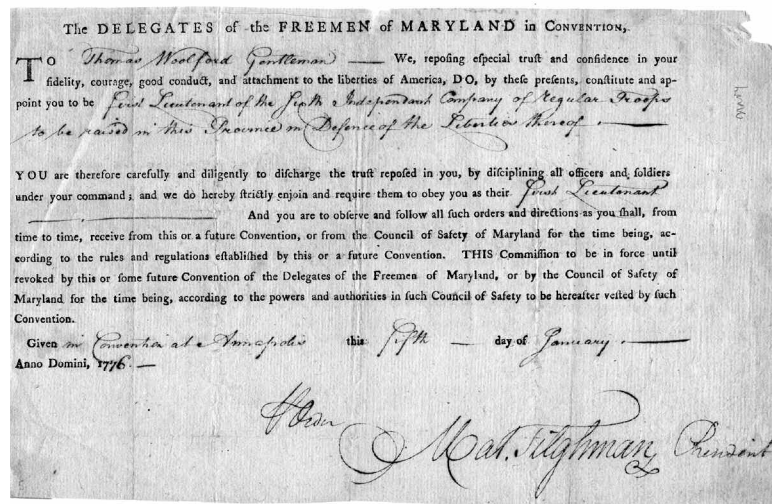 The DELEGATES of the FREEMEN of MARYLAND in CONVENTION,
TO Thomas Woolford Gentleman — We, reposing eſpecial truſt and confidence in your
fidelity, courage, good conduct, and attachment to the liberties of America, DO, by theſe preſents, conſtitute and ap-
point you to be first Lieutenant of the Sixth Independant Company of regular Troops
to be raised in this Province in Defence of the Liberties thereof —
YOU are therefore carefully and diligently to diſcharge the truſt repoſed in you, by diſciplining all officers and ſoldiers
under your command; and we do hereby ſtrictly enjoin and require them to obey you as their first Lieutenant
— And you are to obſerve and follow all ſuch orders and directions as you ſhall, from
time to time, receive from this or a future Convention, or from the Council of Safety of Maryland for the time being, ac-
cording to the rules and regulations eſtabliſhed by this or a future Convention. THIS Commiſſion to be in force until
revoked by this or ſome future Convention of the Delegates of the Freemen of Maryland, or by the Council of Safety of
Maryland for the time being, according to the powers and authorities in ſuch Council of Safety to be hereafter veſted by ſuch
Convention.
Given in Convention at Annapolis this fifth — day of January —
Anno Domini, 1776. —
Order
Mat. Tilghman President